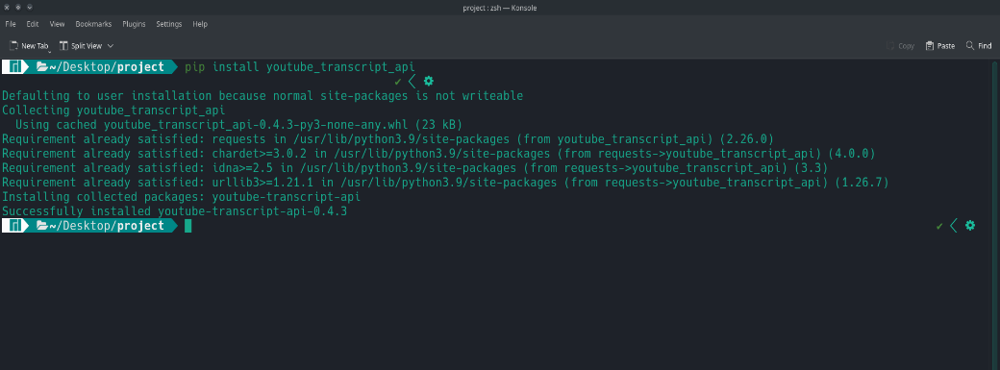 project : zsh — Konsole
File Edit View Bookmarks Plugins Settings Help
New Tab Split View Copy Paste Find
~/Desktop/project pip install youtube_transcript_api
Defaulting to user installation because normal site-packages is not writeable
Collecting youtube_transcript_api
  Using cached youtube_transcript_api-0.4.3-py3-none-any.whl (23 kB)
Requirement already satisfied: requests in /usr/lib/python3.9/site-packages (from youtube_transcript_api) (2.26.0)
Requirement already satisfied: chardet>=3.0.2 in /usr/lib/python3.9/site-packages (from requests->youtube_transcript_api) (4.0.0)
Requirement already satisfied: idna>=2.5 in /usr/lib/python3.9/site-packages (from requests->youtube_transcript_api) (3.3)
Requirement already satisfied: urllib3>=1.21.1 in /usr/lib/python3.9/site-packages (from requests->youtube_transcript_api) (1.26.7)
Installing collected packages: youtube-transcript-api
Successfully installed youtube-transcript-api-0.4.3
~/Desktop/project